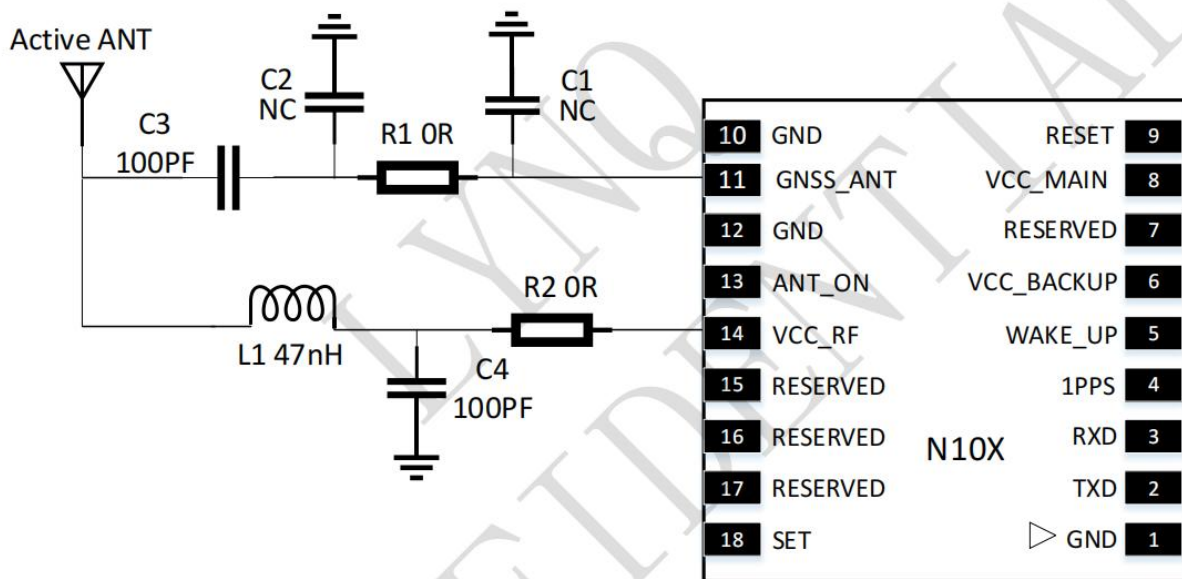 Active ANT
C3
100PF
C2
NC
R1 0R
C1
NC
L1 47nH
C4
100PF
R2 0R
10 GND
11 GNSS_ANT
12 GND
13 ANT_ON
14 VCC_RF
15 RESERVED
16 RESERVED
17 RESERVED
18 SET
N10X
RESET 9
VCC_MAIN 8
RESERVED 7
VCC_BACKUP 6
WAKE_UP 5
1PPS 4
RXD 3
TXD 2
GND 1
LYNQ
FIDENTIAL